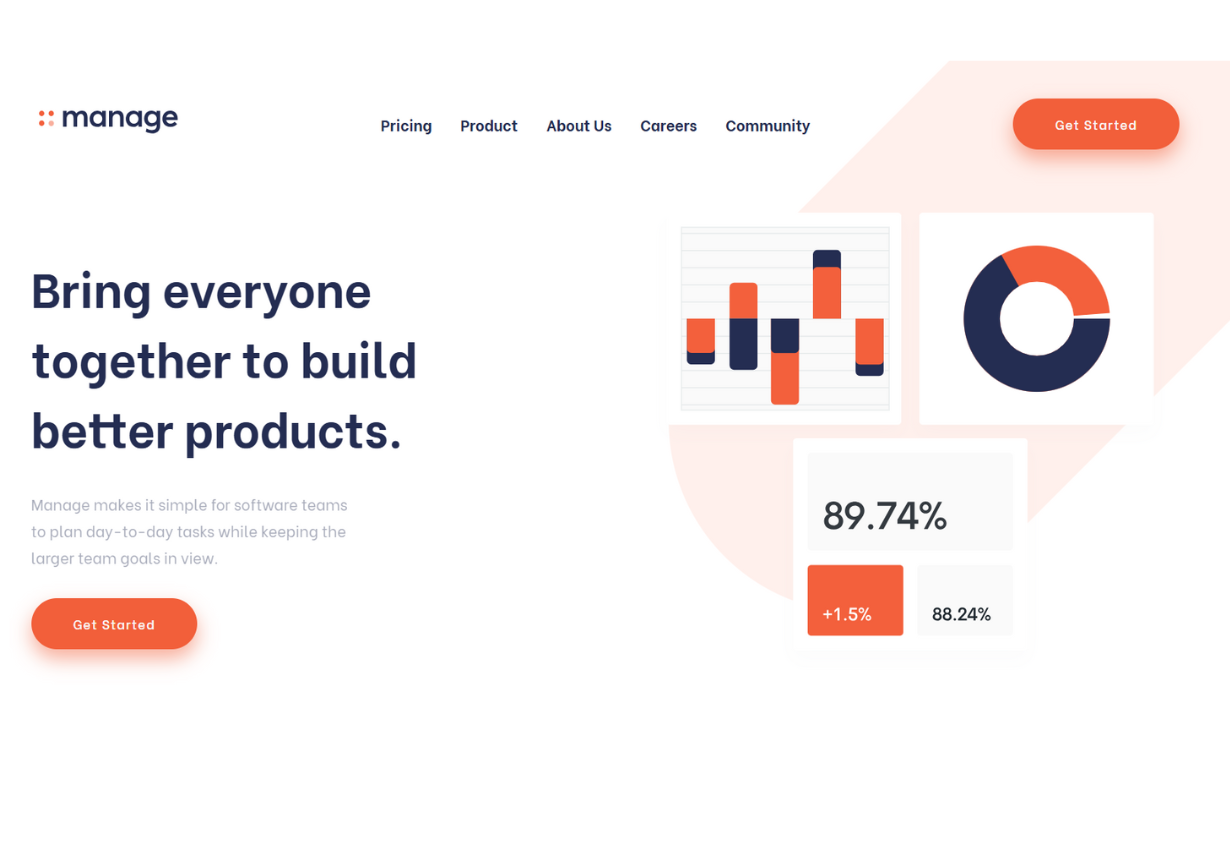 manage
Pricing Product About Us Careers Community
Get Started
Bring everyone
together to build
better products.
Manage makes it simple for software teams
to plan day-to-day tasks while keeping the
larger team goals in view.
Get Started
89.74%
+1.5%
88.24%